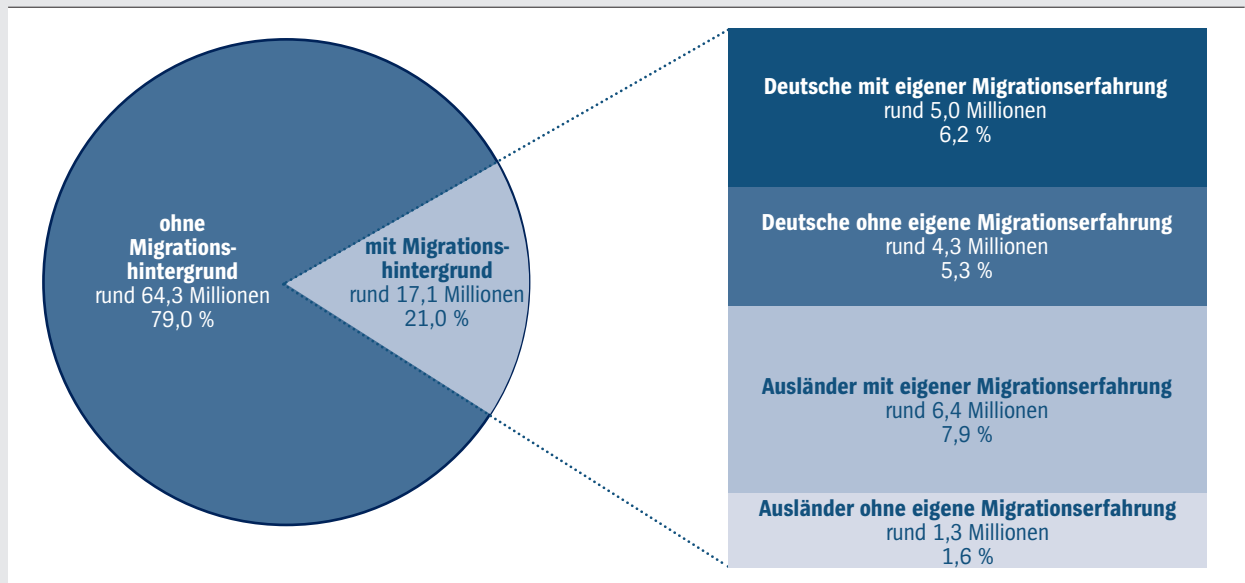 ohne
Migrations-
hintergrund
rund 64,3 Millionen
79,0 %
mit Migrations-
hintergrund
rund 17,1 Millionen
21,0 %
Deutsche mit eigener Migrationserfahrung
rund 5,0 Millionen
6,2 %
Deutsche ohne eigene Migrationserfahrung
rund 4,3 Millionen
5,3 %
Ausländer mit eigener Migrationserfahrung
rund 6,4 Millionen
7,9 %
Ausländer ohne eigene Migrationserfahrung
rund 1,3 Millionen
1,6 %